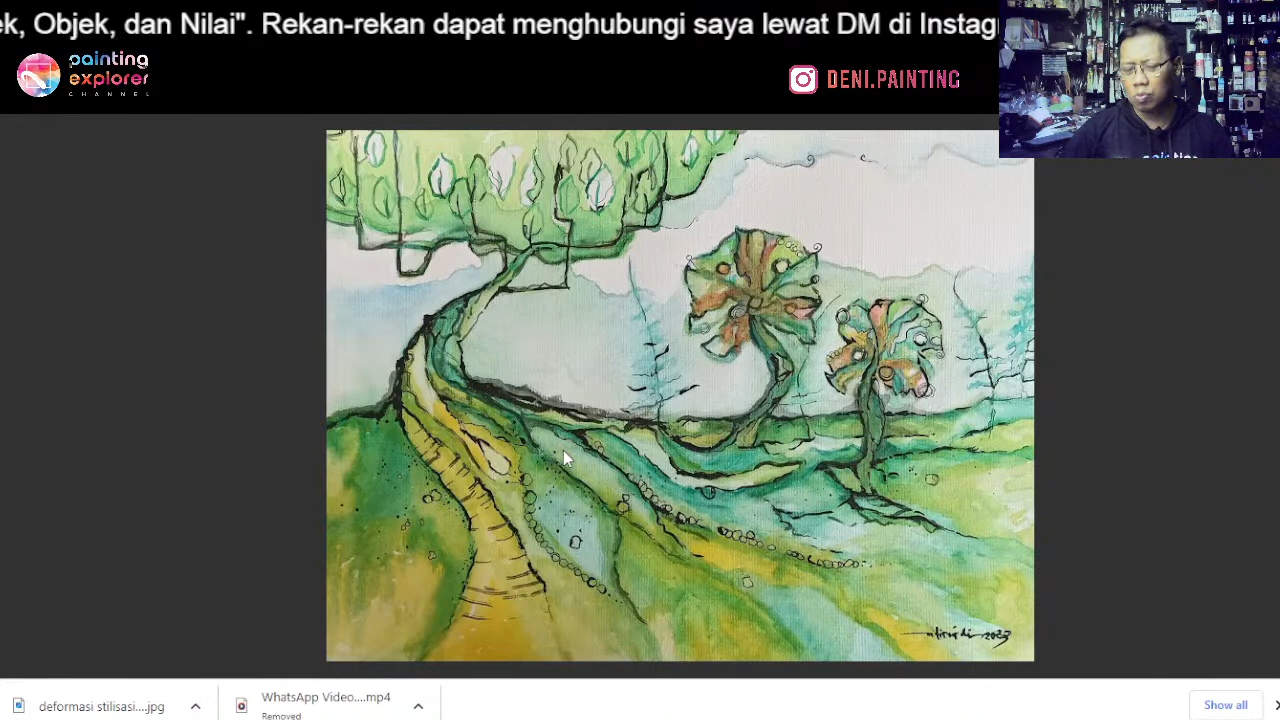 ek, Objek, dan Nilai". Rekan-rekan dapat menghubungi saya lewat DM di Instag
painting
explorer
CHANNEL
DENI.PAINTING
2023
deformasi stilisasi....jpg
WhatsApp Video....mp4
Removed
Show all